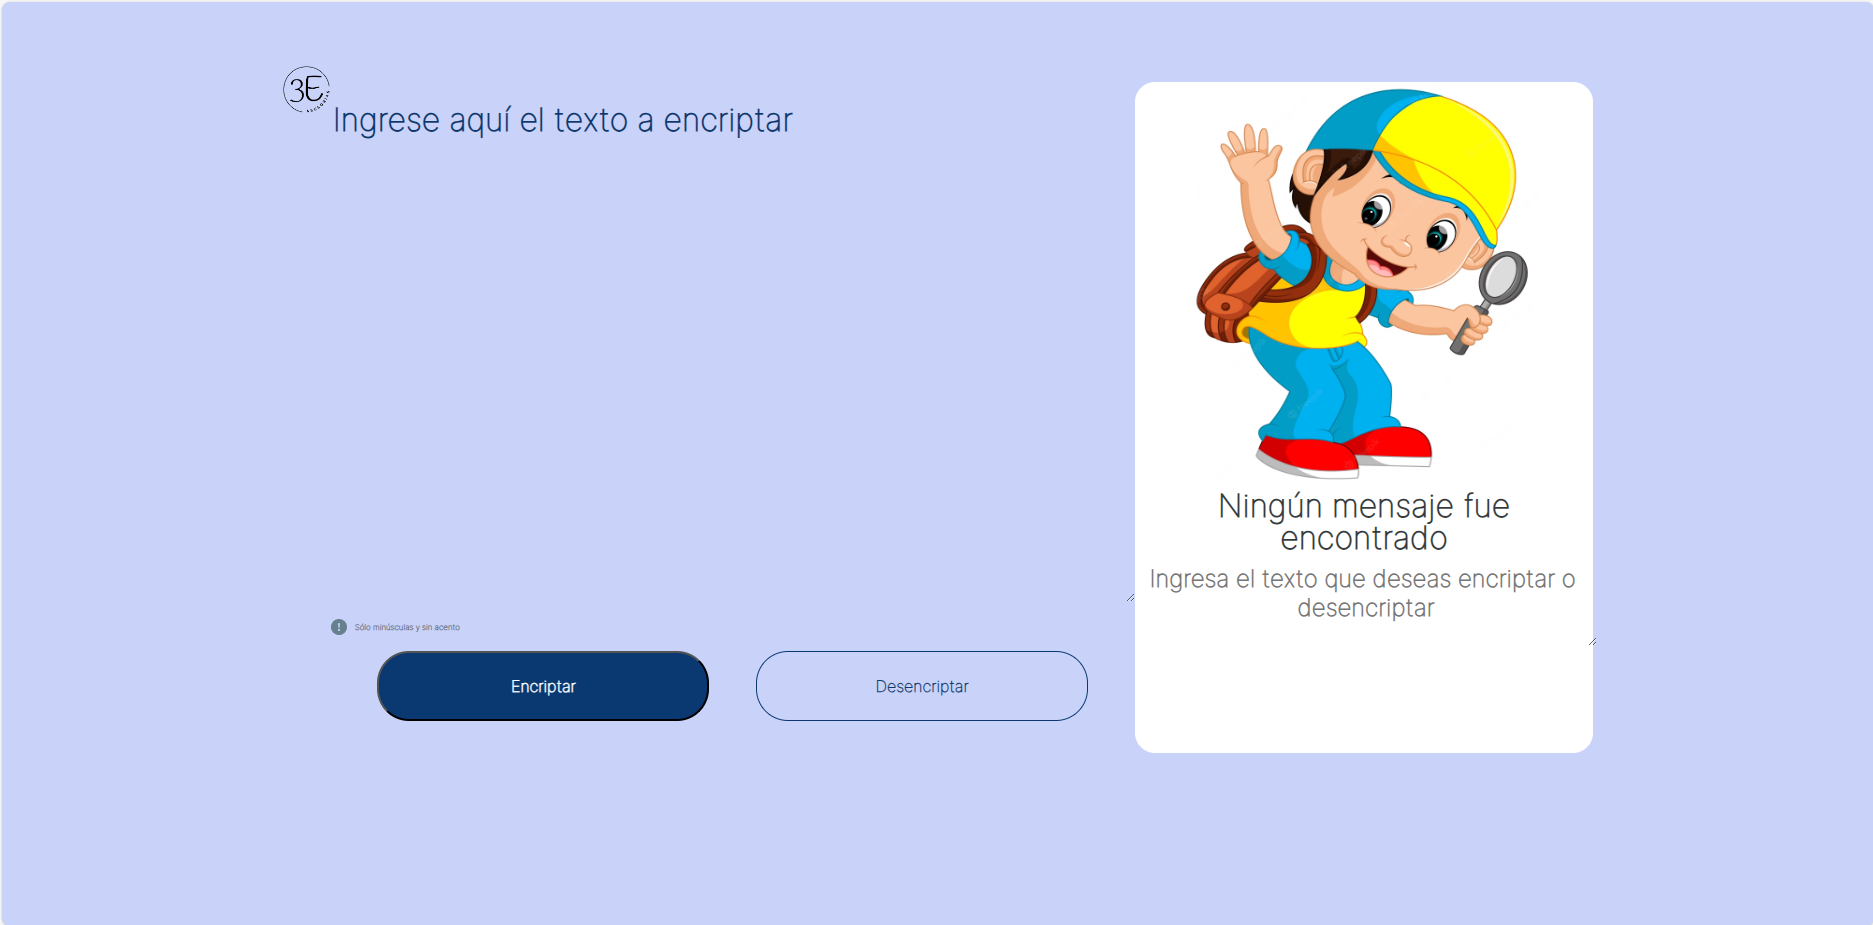 3E
ASESORIAS
Ingrese aquí el texto a encriptar
Ningún mensaje fue
encontrado
Ingresa el texto que deseas encriptar o
desencriptar
! Sólo minúsculas y sin acento
Encriptar
Desencriptar